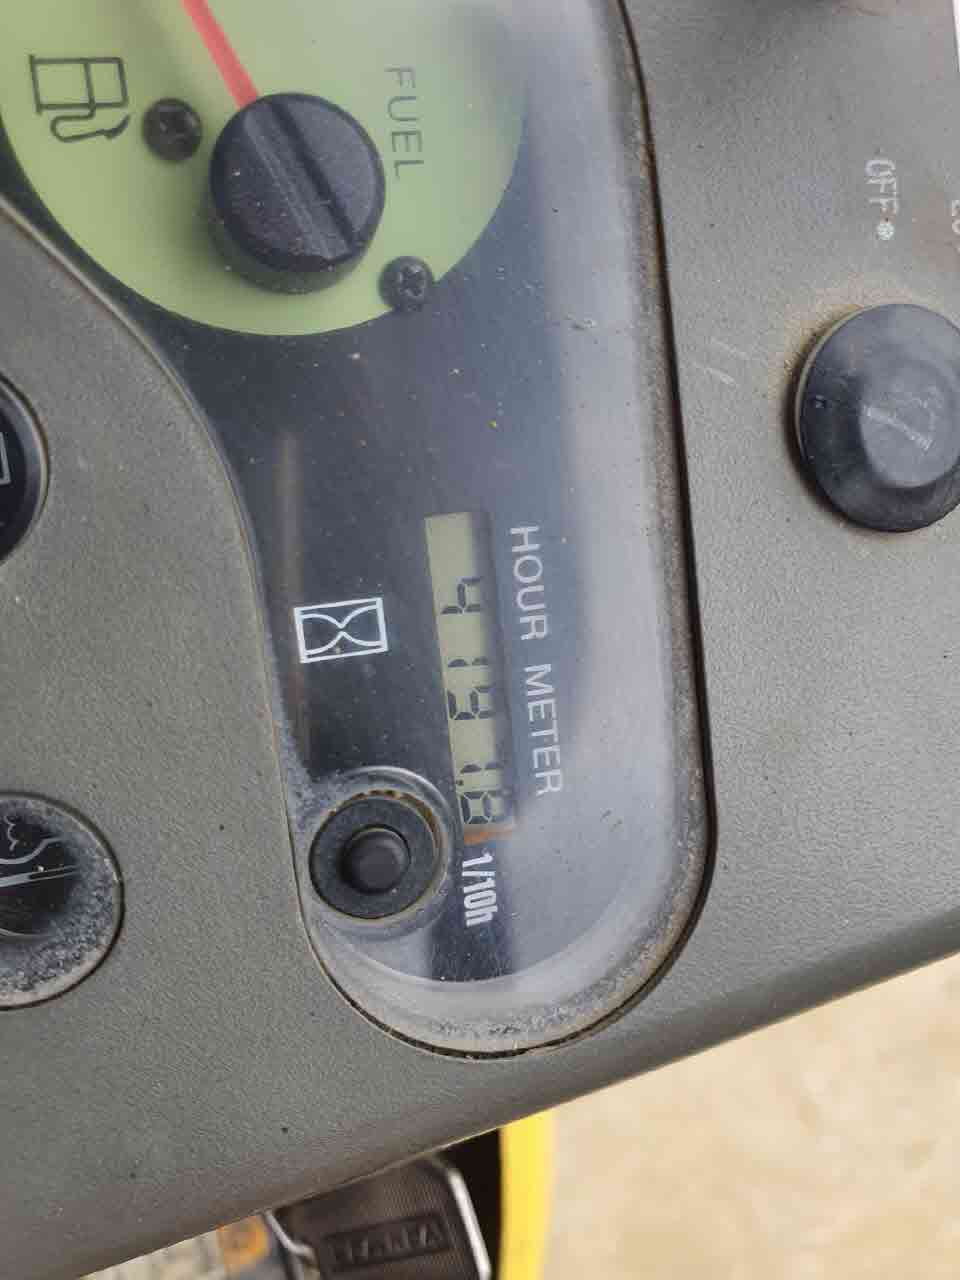 FUEL
OFF
HOUR METER
4191.8
1/10h